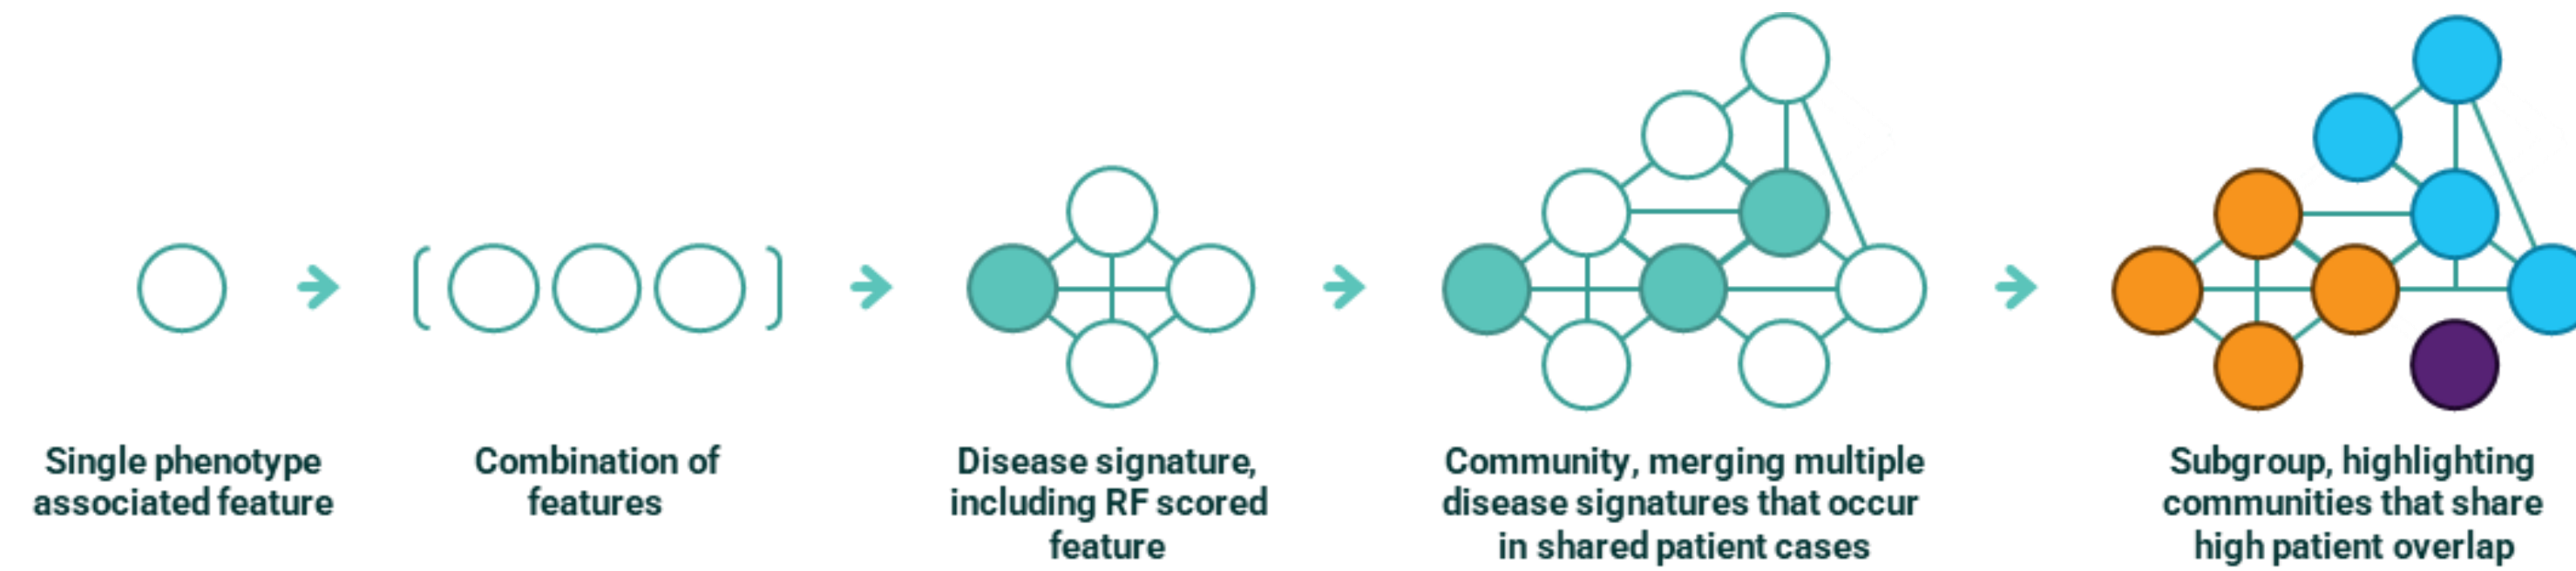 Single phenotype
associated feature
Combination of
features
Disease signature,
including RF scored
feature
Community, merging multiple
disease signatures that occur
in shared patient cases
Subgroup, highlighting
communities that share
high patient overlap